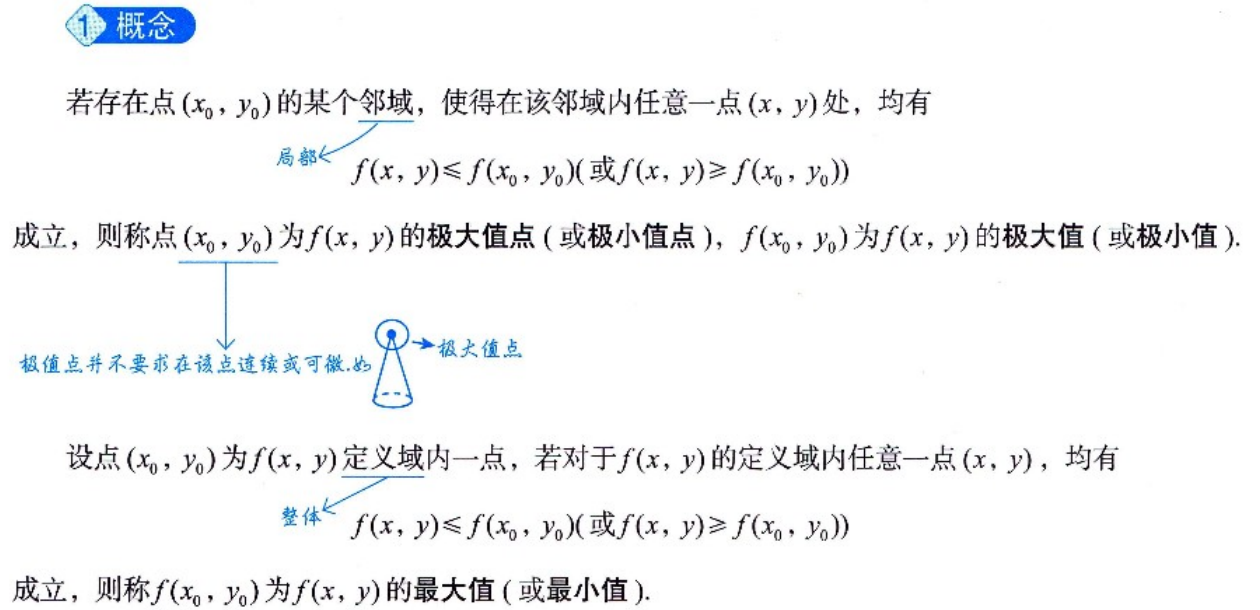 1 概念
若存在点(x₀, y₀)的某个邻域，使得在该邻域内任意一点(x, y)处，均有
局部
f(x, y)≤f(x₀, y₀)(或f(x, y)≥f(x₀, y₀))
成立，则称点(x₀, y₀)为f(x, y)的极大值点(或极小值点)，f(x₀, y₀)为f(x, y)的极大值(或极小值).
极值点并不要求在该点连续或可微.如
极大值点
设点(x₀, y₀)为f(x, y)定义域内一点，若对于f(x, y)的定义域内任意一点(x, y)，均有
整体
f(x, y)≤f(x₀, y₀)(或f(x, y)≥f(x₀, y₀))
成立，则称f(x₀, y₀)为f(x, y)的最大值(或最小值).